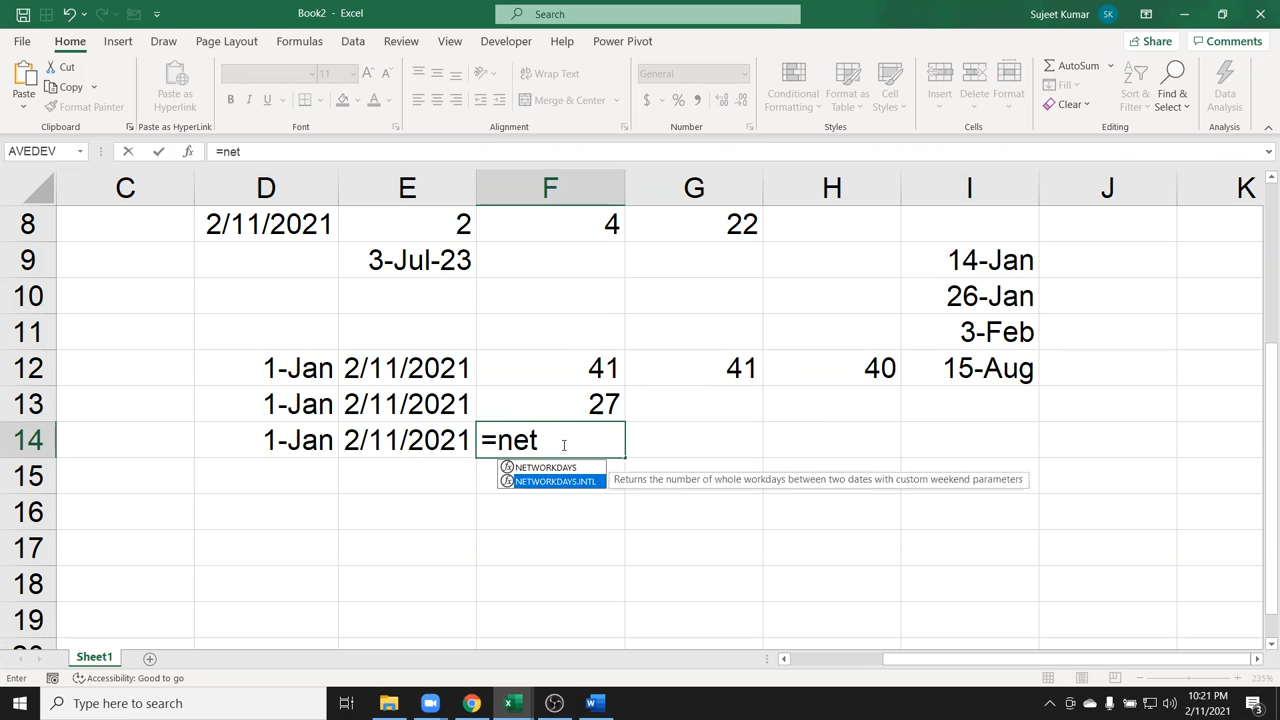 Book2 - Excel
Search
Sujeet Kumar SK
File Home Insert Draw Page Layout Formulas Data Review View Developer Help Power Pivot Share Comments
Paste
Cut
Copy
Format Painter
Clipboard
Paste as
Hyperlink
Paste as HyperLink
11
B I U
Font
Wrap Text
Merge & Center
Alignment
General
$ %
Number
Conditional
Formatting
Format as
Table
Cell
Styles
Styles
Insert Delete Format
Cells
AutoSum
Fill
Clear
Sort &
Filter
Find &
Select
Editing
Data
Analysis
Analysis
AVEDEV fx =net
C D E F G H I J K
8 2/11/2021 2 4 22
9 3-Jul-23 14-Jan
10 26-Jan
11 3-Feb
12 1-Jan 2/11/2021 41 41 40 15-Aug
13 1-Jan 2/11/2021 27
14 1-Jan 2/11/2021 =net
NETWORKDAYS
NETWORKDAYS.INTL Returns the number of whole workdays between two dates with custom weekend parameters
15
16
17
18
19
20
Sheet1
Enter Accessibility: Good to go 235%
Type here to search
10:21 PM
2/11/2021
3